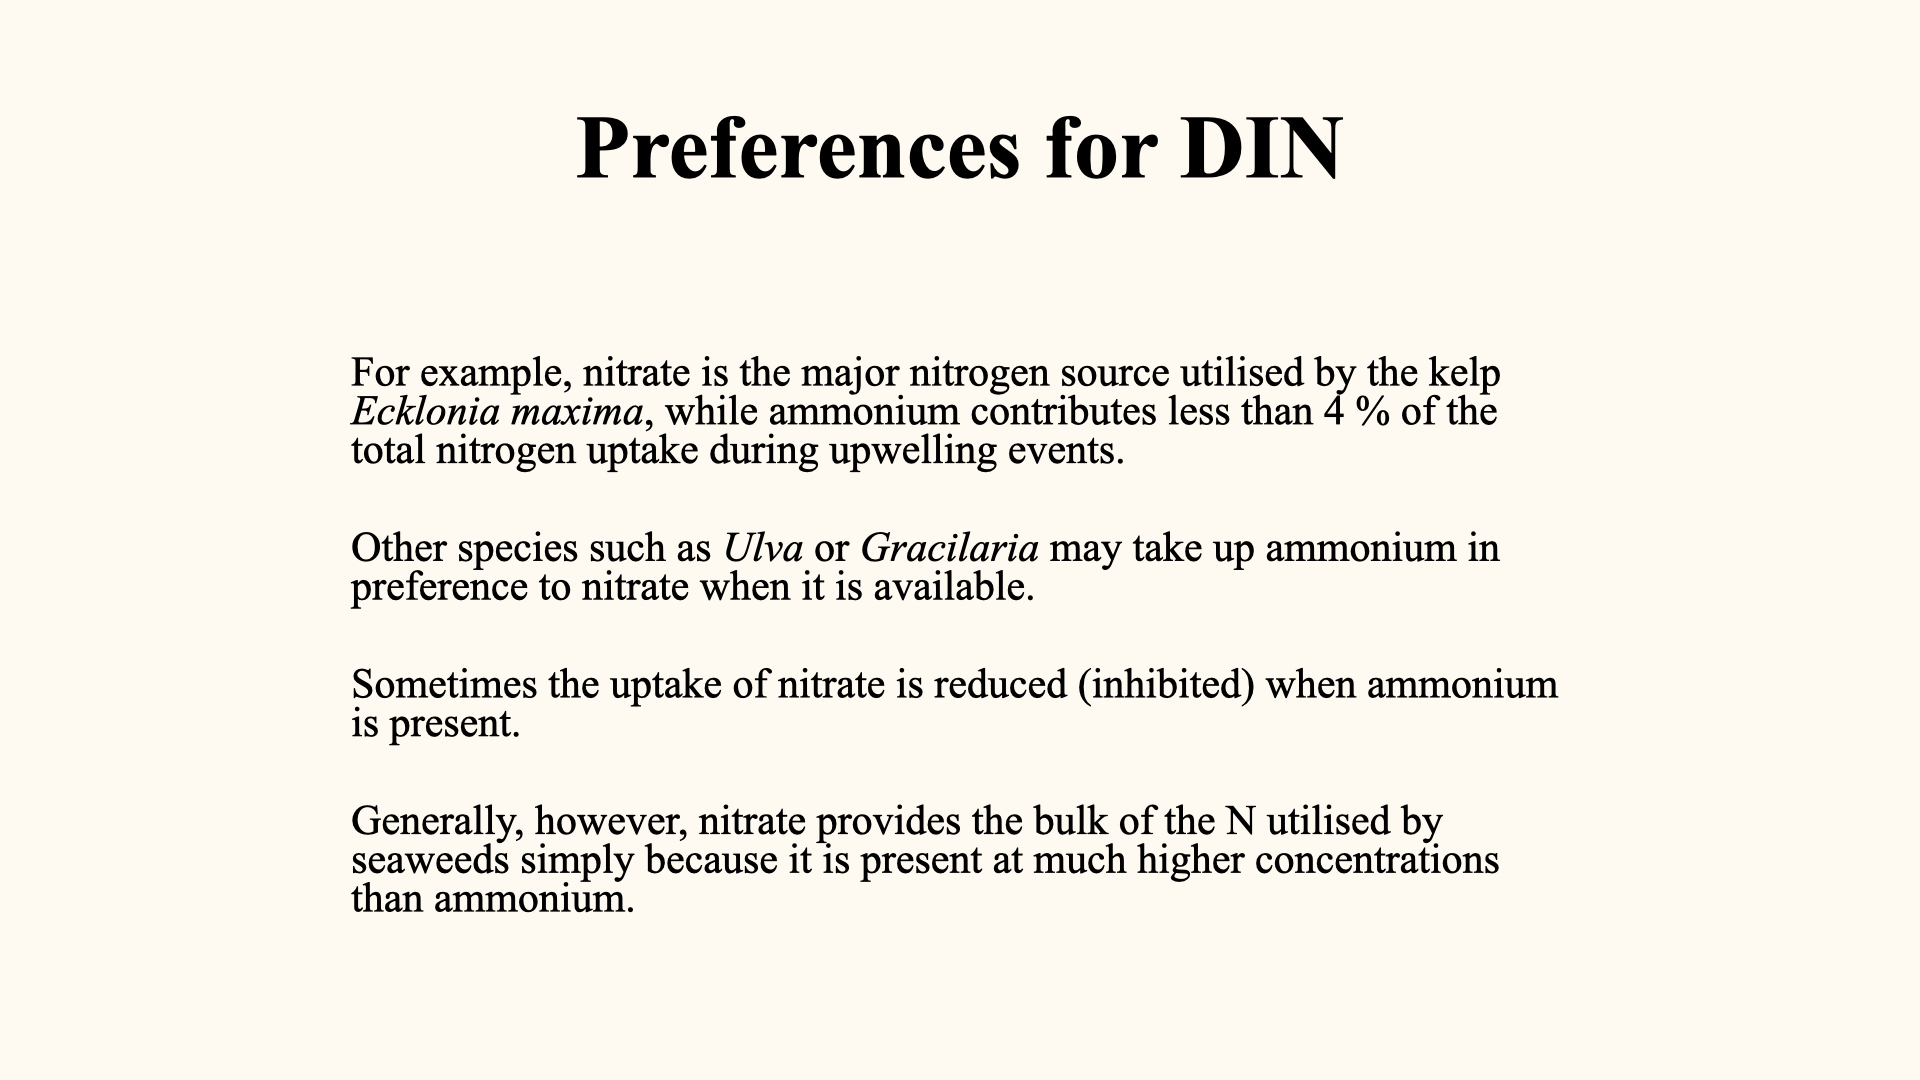 Preferences for DIN
For example, nitrate is the major nitrogen source utilised by the kelp
Ecklonia maxima, while ammonium contributes less than 4 % of the
total nitrogen uptake during upwelling events.
Other species such as Ulva or Gracilaria may take up ammonium in
preference to nitrate when it is available.
Sometimes the uptake of nitrate is reduced (inhibited) when ammonium
is present.
Generally, however, nitrate provides the bulk of the N utilised by
seaweeds simply because it is present at much higher concentrations
than ammonium.